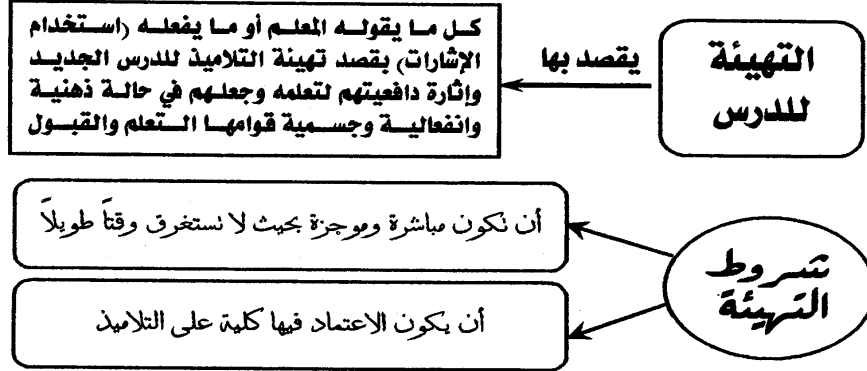 التهيئة
للدرس
يقصد بها
كل ما يقوله المعلم أو ما يفعله (استخدام
الإشارات) بقصد تهيئة التلاميذ للدرس الجديد
وإثارة دافعيتهم لتعلمه وجعلهم في حالة ذهنية
وانفعالية وجسمية قوامها التعلم والقبول
شروط
التهيئة
أن تكون مباشرة وموجزة بحيث لا تستغرق وقتاً طويلاً
أن يكون الاعتماد فيها كلية على التلاميذ